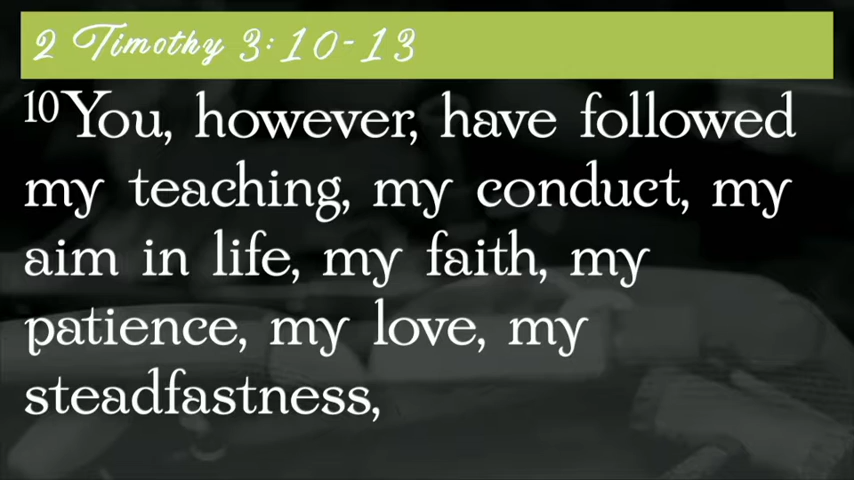 2 Timothy 3:10-13
10You, however, have followed
my teaching, my conduct, my
aim in life, my faith, my
patience, my love, my
steadfastness,